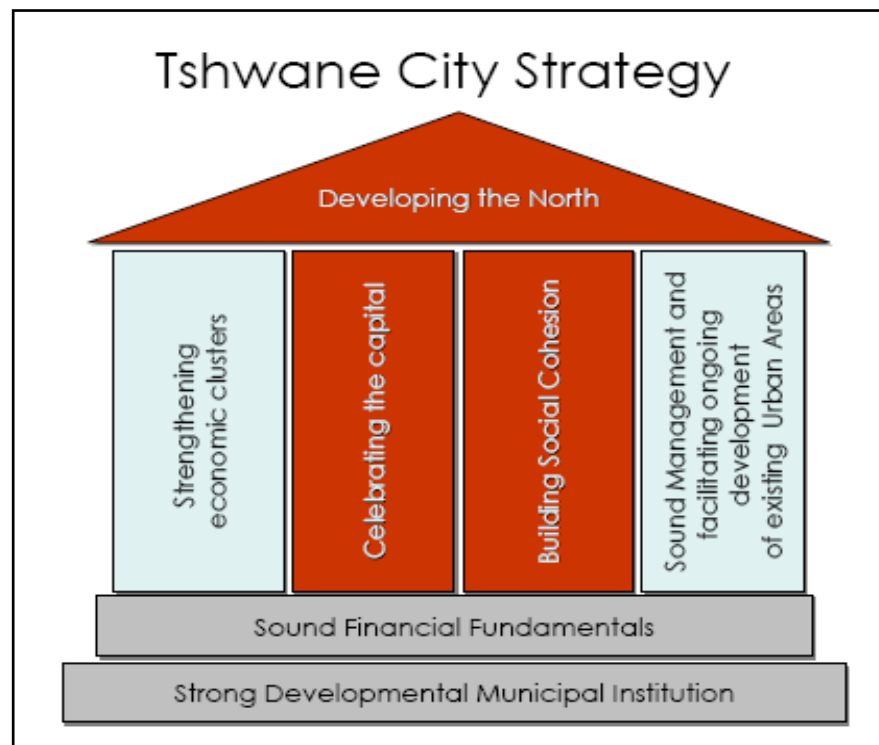 Tshwane City Strategy
Developing the North
Strengthening
economic clusters
Celebrating the capital
Building Social Cohesion
Sound Management and
facilitating ongoing
development
of existing Urban Areas
Sound Financial Fundamentals
Strong Developmental Municipal Institution